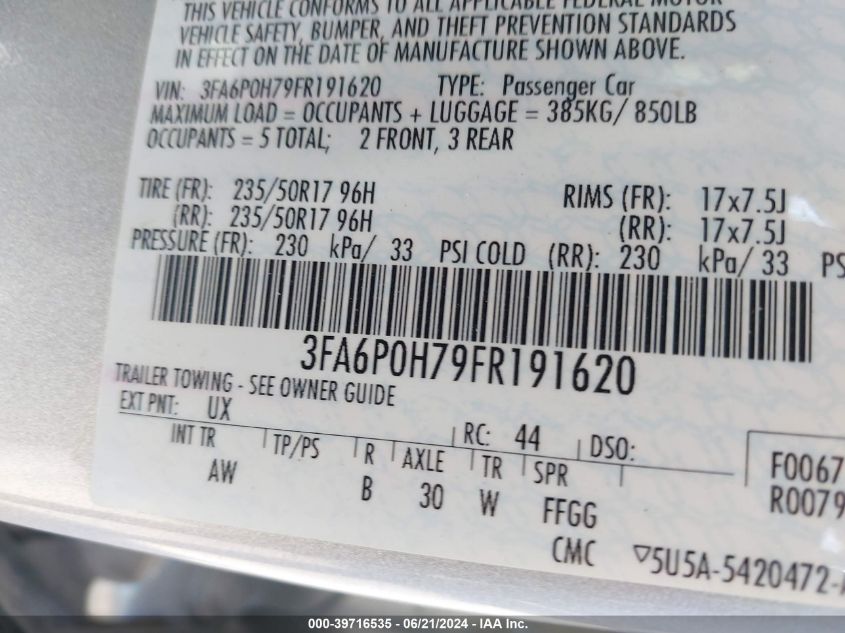 THIS VEHICLE CONFORMS TO ALL APPLICABLE FEDERAL MOTOR
VEHICLE SAFETY, BUMPER, AND THEFT PREVENTION STANDARDS
IN EFFECT ON THE DATE OF MANUFACTURE SHOWN ABOVE.
VIN: 3FA6P0H79FR191620 TYPE: Passenger Car
MAXIMUM LOAD = OCCUPANTS + LUGGAGE = 385KG/ 850LB
OCCUPANTS = 5 TOTAL; 2 FRONT, 3 REAR
TIRE (FR): 235/50R17 96H RIMS (FR): 17x7.5J
(RR): 235/50R17 96H (RR): 17x7.5J
PRESSURE (FR): 230 kPa/ 33 PSI COLD (RR): 230 kPa/ 33 PS
3FA6P0H79FR191620
TRAILER TOWING - SEE OWNER GUIDE
EXT PNT: UX RC: 44 DSO:
INT TR TP/PS R AXLE TR SPR
AW B 30 W FFGG
CMC
F0067
R0079
5U5A-5420472-
000-39716535 - 06/21/2024 - IAA Inc.